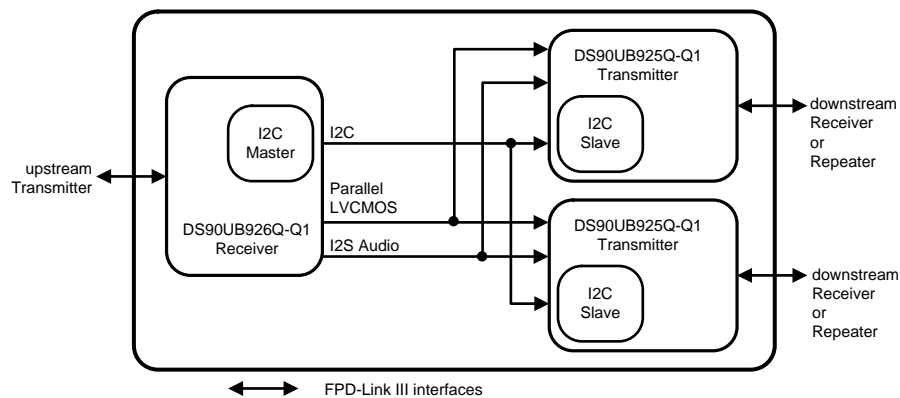 upstream
Transmitter
I2C
Master
DS90UB926Q-Q1
Receiver
I2C
Parallel
LVCMOS
I2S Audio
DS90UB925Q-Q1
Transmitter
I2C
Slave
downstream
Receiver
or
Repeater
DS90UB925Q-Q1
Transmitter
I2C
Slave
downstream
Receiver
or
Repeater
FPD-Link III interfaces